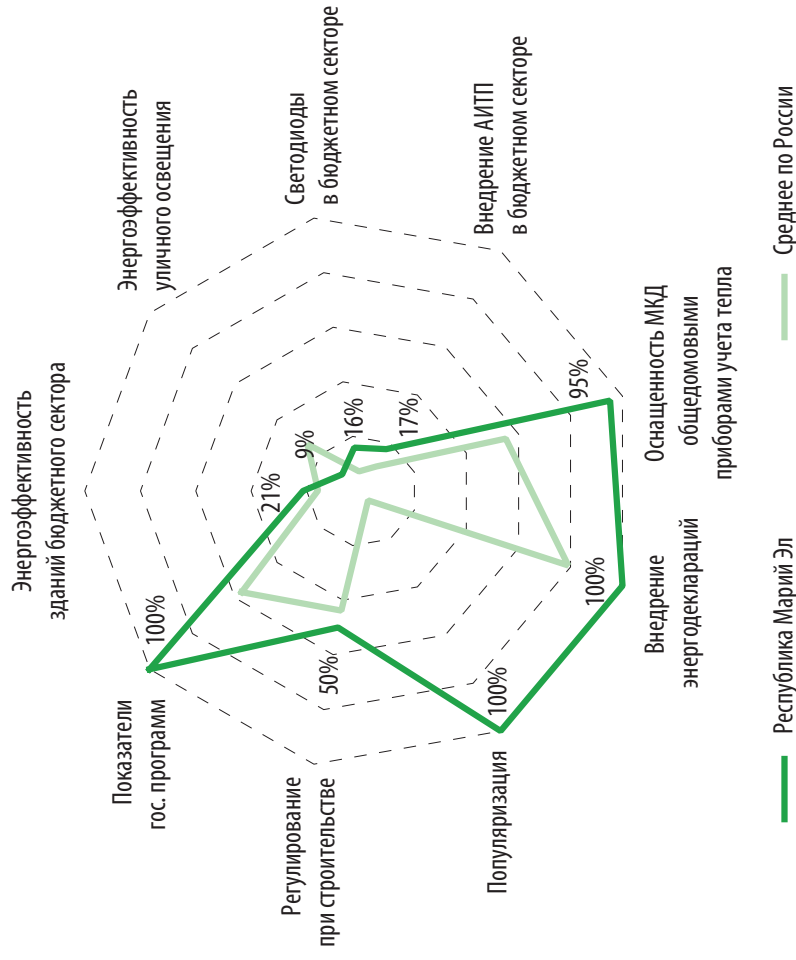 Энергоэффективность
зданий бюджетного сектора
Энергоэффективность
уличного освещения
Светодиоды
в бюджетном секторе
Внедрение АИТП
в бюджетном секторе
Оснащенность МКД
общедомовыми
приборами учета тепла
Внедрение
энергодеклараций
Популяризация
Регулирование
при строительстве
Показатели
гос. программ
21%
9%
16%
17%
95%
100%
100%
50%
100%
Республика Марий Эл
Среднее по России